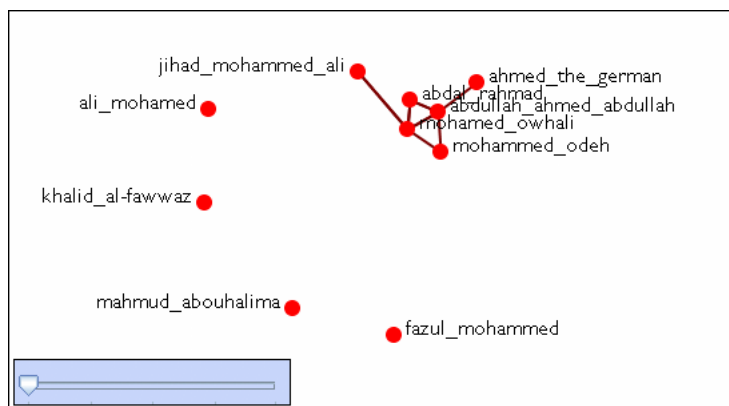 jihad_mohammed_ali
ahmed_the_german
abdal_rahmad
ali_mohamed
abdullah_ahmed_abdullah
mohamed_owhali
mohammed_odeh
khalid_al-fawwaz
mahmud_abouhalima
fazul_mohammed